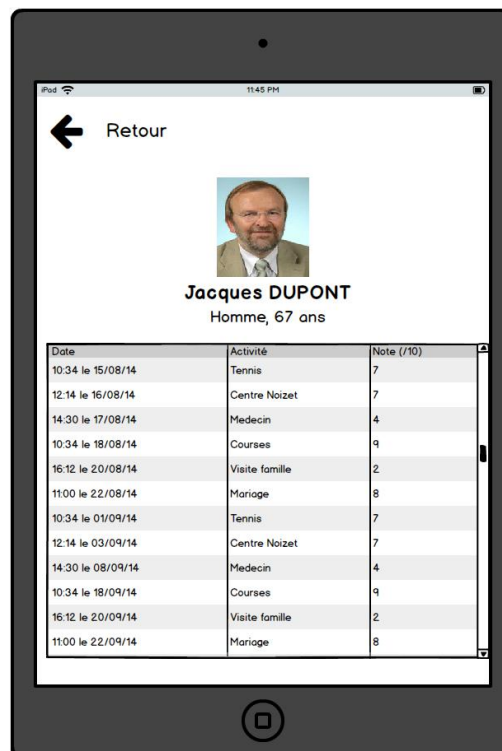 iPad 11:45 PM
Retour
Jacques DUPONT
Homme, 67 ans
Date Activité Note (/10)
10:34 le 15/08/14 Tennis 7
12:14 le 16/08/14 Centre Noizet 7
14:30 le 17/08/14 Medecin 4
10:34 le 18/08/14 Courses 9
16:12 le 20/08/14 Visite famille 2
11:00 le 22/08/14 Mariage 8
10:34 le 01/09/14 Tennis 7
12:14 le 03/09/14 Centre Noizet 7
14:30 le 08/09/14 Medecin 4
10:34 le 18/09/14 Courses 9
16:12 le 20/09/14 Visite famille 2
11:00 le 22/09/14 Mariage 8